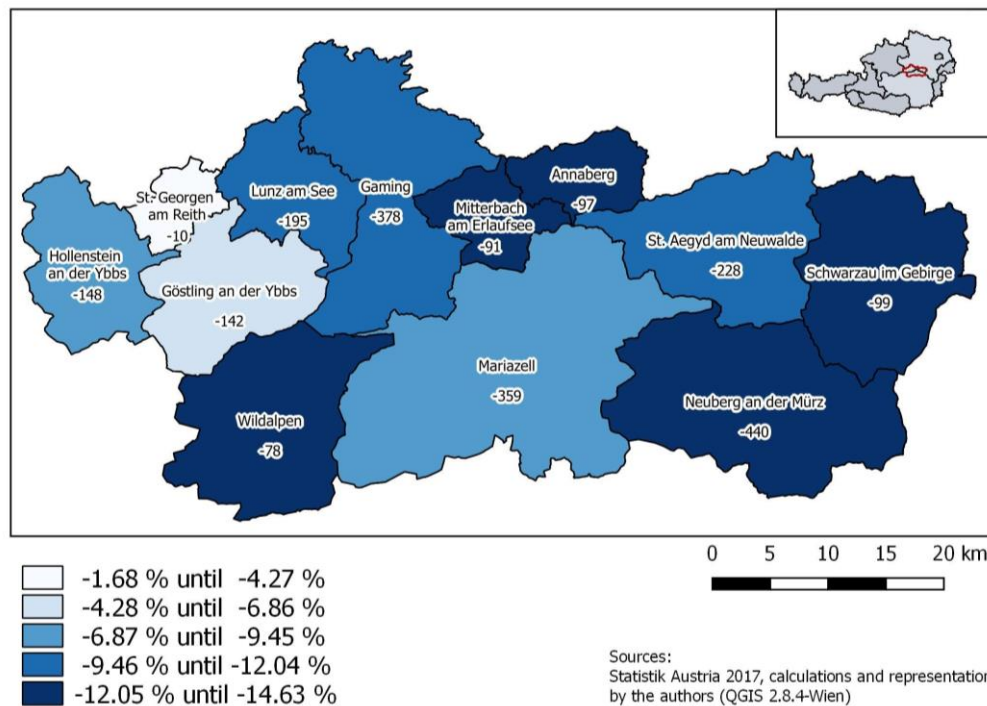 St. Georgen
am Reith
-10
Lunz am See
-195
Gaming
-378
Annaberg
-97
Mitterbach
am Erlaufsee
-91
St. Aegyd am Neuwalde
-228
Schwarzau im Gebirge
-99
Hollenstein
an der Ybbs
-148
Göstling an der Ybbs
-142
Mariazell
-359
Wildalpen
-78
Neuberg an der Mürz
-440
0 5 10 15 20 km
-1.68 % until -4.27 %
-4.28 % until -6.86 %
-6.87 % until -9.45 %
-9.46 % until -12.04 %
-12.05 % until -14.63 %
Sources:
Statistik Austria 2017, calculations and representation
by the authors (QGIS 2.8.4-Wien)